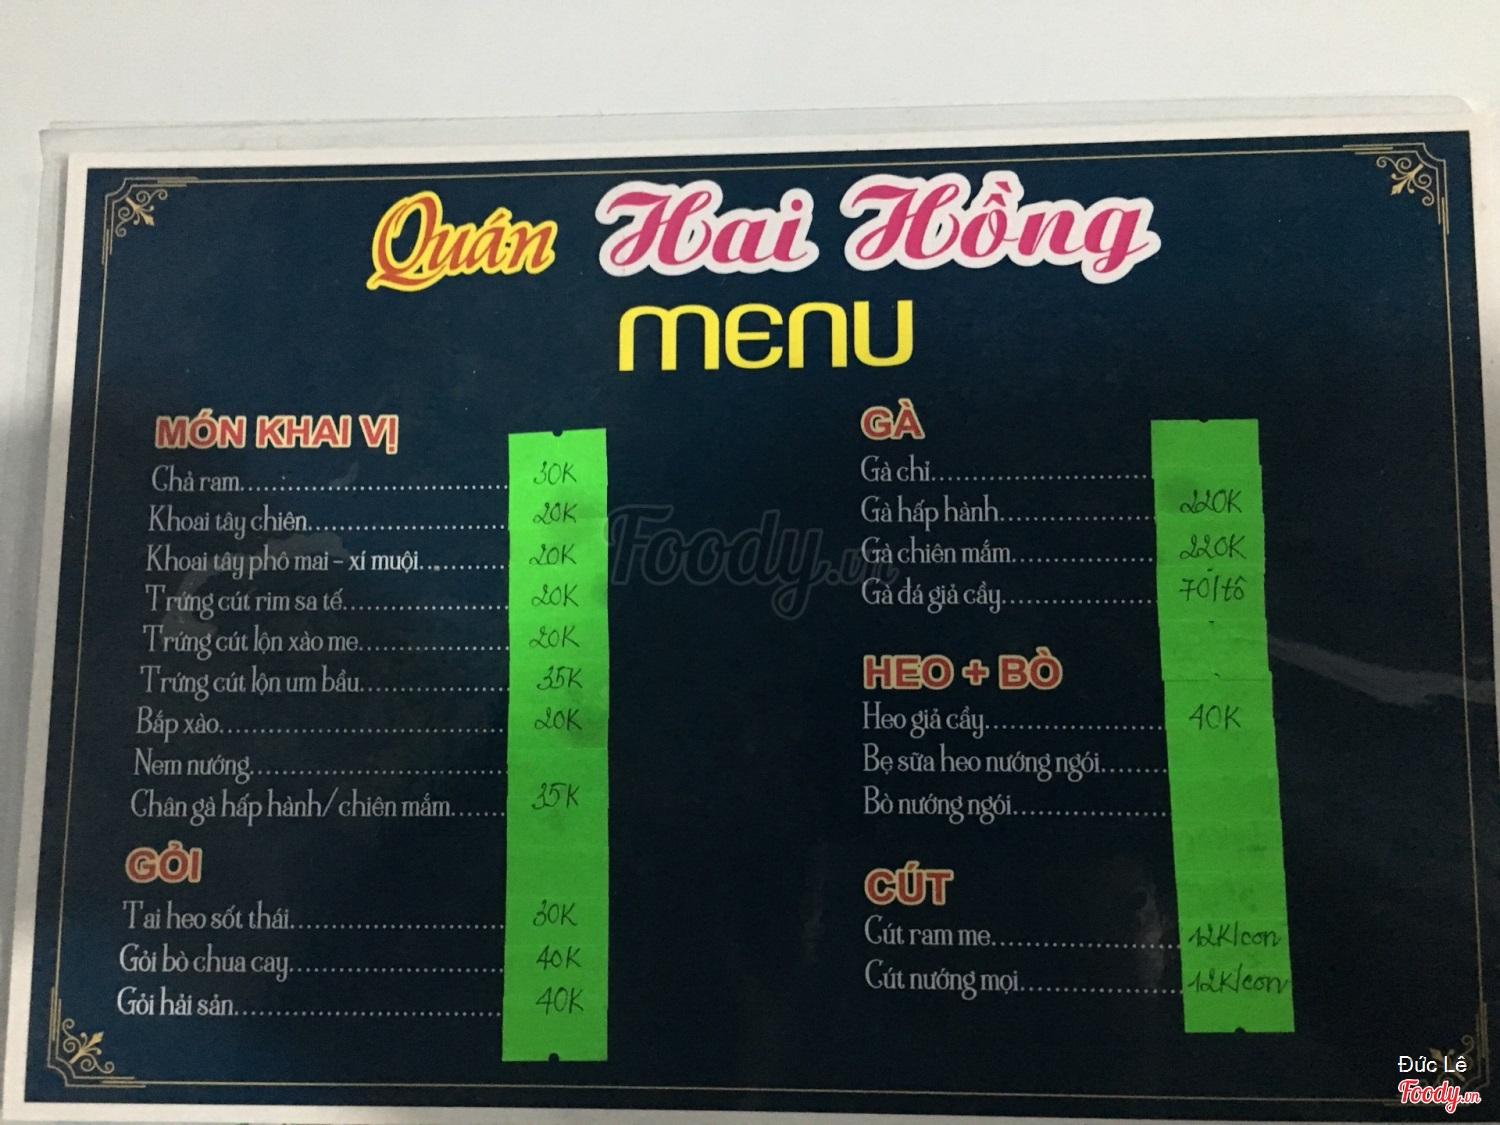 Quán Hai Hồng
MENU
MÓN KHAI VỊ
Chả ram 30K
Khoai tây chiên 20K
Khoai tây phô mai - xí muội 20K
Trứng cút rim sa tế 20K
Trứng cút lộn xào me 20K
Trứng cút lộn um bầu 35K
Bắp xào 20K
Nem nướng
Chân gà hấp hành/chiên mắm 35K
GỎI
Tai heo sốt thái 30K
Gỏi bò chua cay 40K
Gỏi hải sản 40K
GÀ
Gà chỉ
Gà hấp hành 220K
Gà chiên mắm 220K
Gà đá giả cầy 70/tô
HEO + BÒ
Heo giả cầy 40K
Bẹ sữa heo nướng ngói
Bò nướng ngói
CÚT
Cút ram me 12K/con
Cút nướng mọi 12K/con
Foody.vn
Đức Lê
Foody.vn